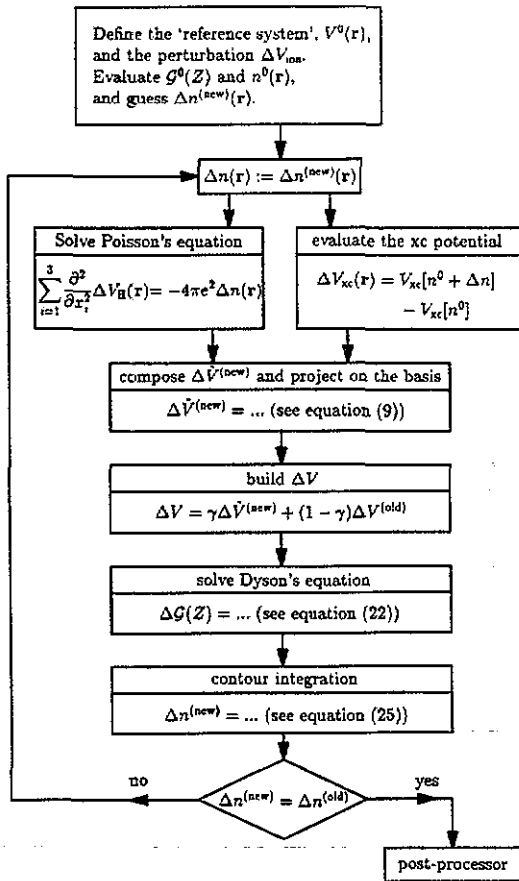 Define the ‘reference system’, V⁰(r),
and the perturbation ΔV_ion.
Evaluate 𝒢⁰(Z) and n⁰(r),
and guess Δn^(new)(r).
Δn(r) := Δn^(new)(r)
Solve Poisson's equation
∑_{i=1}^{3} ∂²/∂r_i² ΔV_H(r) = −4πe²Δn(r)
evaluate the xc potential
ΔV_xc(r) = V_xc[n⁰ + Δn]
− V_xc[n⁰]
compose ΔṼ^(new) and project on the basis
ΔṼ^(new) = ... (see equation (9))
build ΔV
ΔV = γΔṼ^(new) + (1 − γ)ΔV^(old)
solve Dyson's equation
Δ𝒢(Z) = ... (see equation (22))
contour integration
Δn^(new) = ... (see equation (25))
no
Δn^(new) = Δn^(old)
yes
post-processor